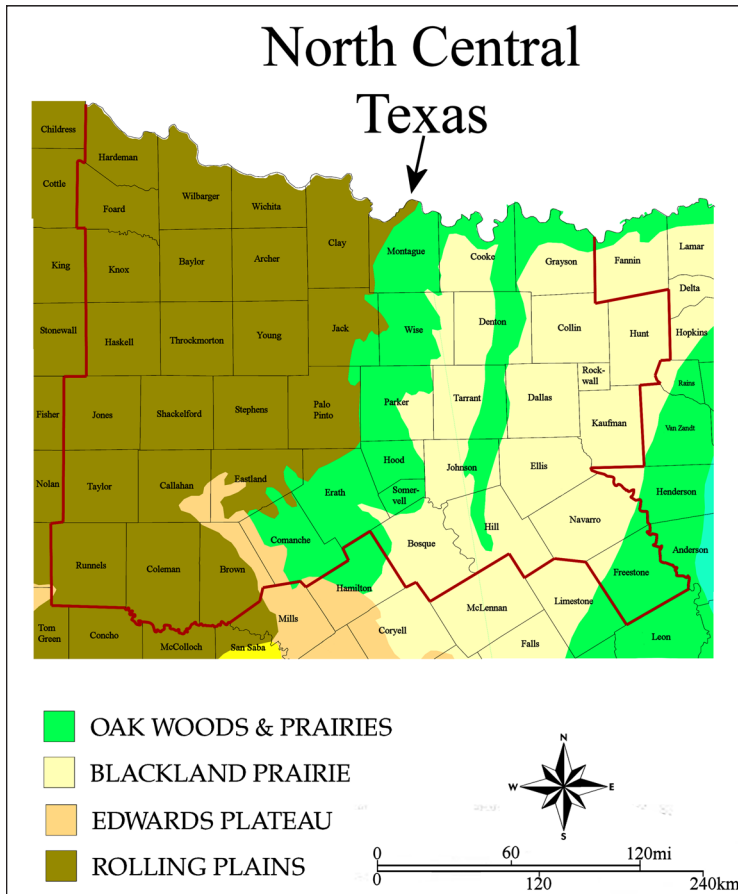 North Central
Texas
Childress
Hardeman
Cottle
Foard
Wilbarger
Wichita
Clay
Montague
Cooke
Grayson
Fannin
Lamar
Delta
King
Knox
Baylor
Archer
Stonewall
Haskell
Throckmorton
Young
Jack
Wise
Denton
Collin
Hunt
Hopkins
Fisher
Jones
Shackelford
Stephens
Palo
Pinto
Parker
Tarrant
Dallas
Rock-
wall
Kaufman
Rains
Van Zandt
Nolan
Taylor
Callahan
Eastland
Erath
Hood
Somer-
vell
Johnson
Ellis
Henderson
Runnels
Coleman
Brown
Comanche
Hamilton
Bosque
Hill
Navarro
Freestone
Anderson
Tom
Green
Concho
McColloch
San Saba
Mills
Coryell
McLennan
Falls
Limestone
Leon
OAK WOODS & PRAIRIES
BLACKLAND PRAIRIE
EDWARDS PLATEAU
ROLLING PLAINS
N
W
E
S
0
60
120mi
0
120
240km